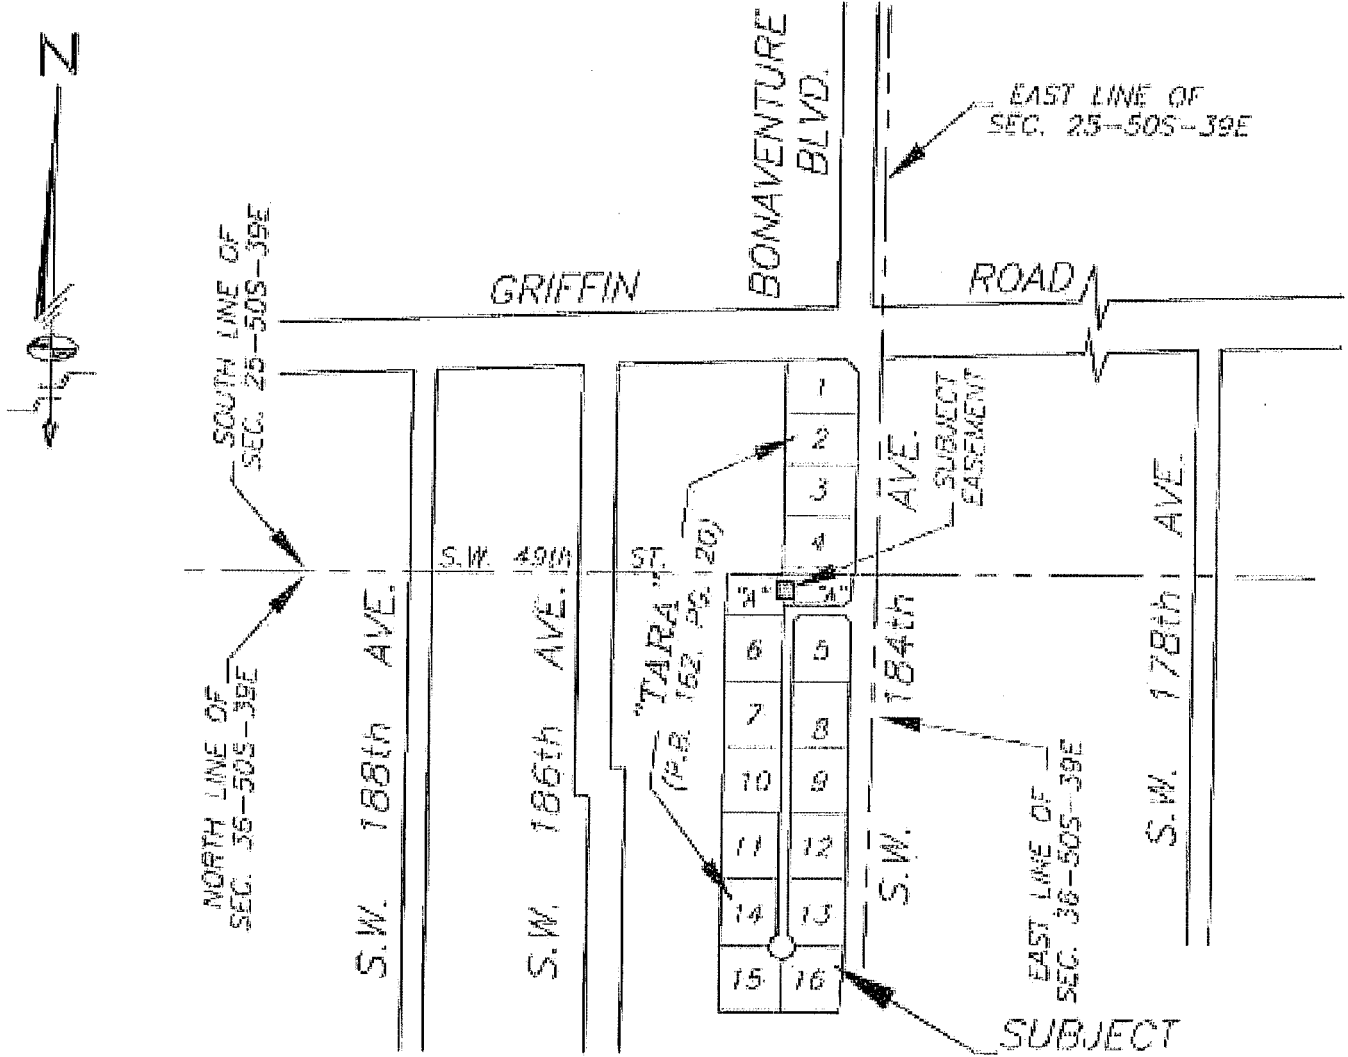 N
BONAVENTURE
BLVD.
EAST LINE OF
SEC. 25-50S-39E
SOUTH LINE OF
SEC. 25-50S-39E
GRIFFIN
ROAD
1
2
3
4
SUBJECT
EASEMENT
S.W. 49th ST.
"TARA"
(P.B. 162, PG. 20)
"A"
"A"
6
5
7
8
10
9
11
12
14
13
15
16
NORTH LINE OF
SEC. 36-50S-39E
S.W. 188th AVE.
S.W. 186th AVE.
S.W. 184th AVE.
S.W. 178th AVE.
EAST LINE OF
SEC. 36-50S-39E
SUBJECT